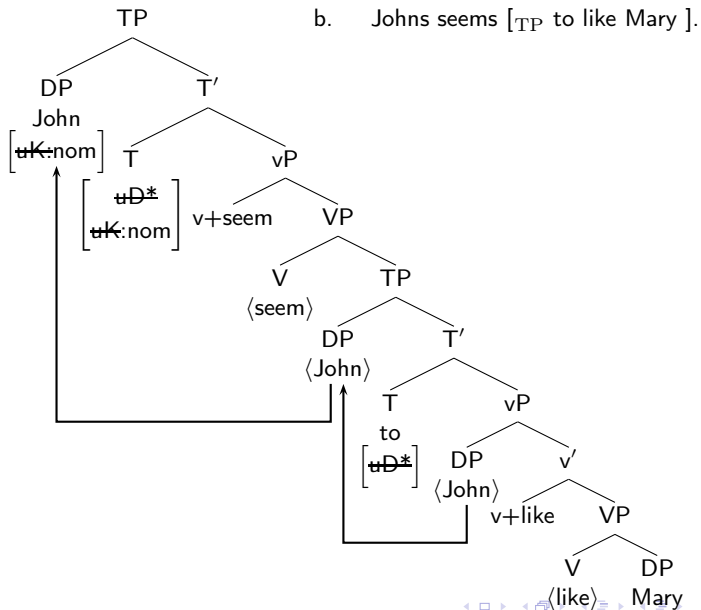 TP
b. Johns seems [TP to like Mary ].
DP T′
John
[uK:nom] T vP
[uD*
uK:nom] v+seem VP
V TP
⟨seem⟩
DP T′
⟨John⟩
T vP
to
[uD*] DP v′
⟨John⟩
v+like VP
V DP
⟨like⟩ Mary